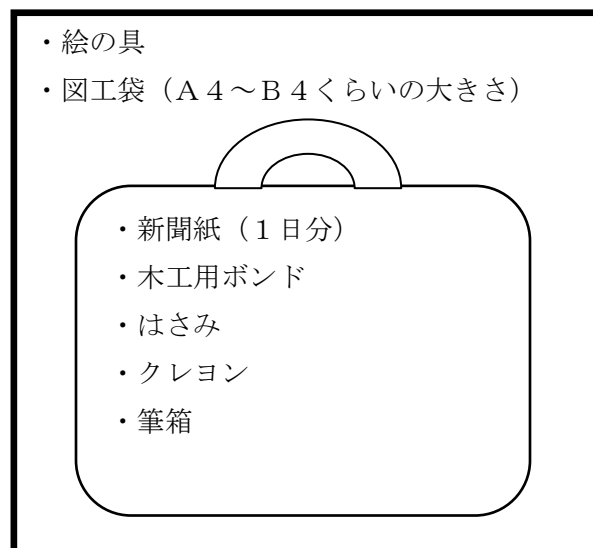 ・絵の具
・図工袋（Ａ４～Ｂ４くらいの大きさ）
・新聞紙（１日分）
・木工用ボンド
・はさみ
・クレヨン
・筆箱